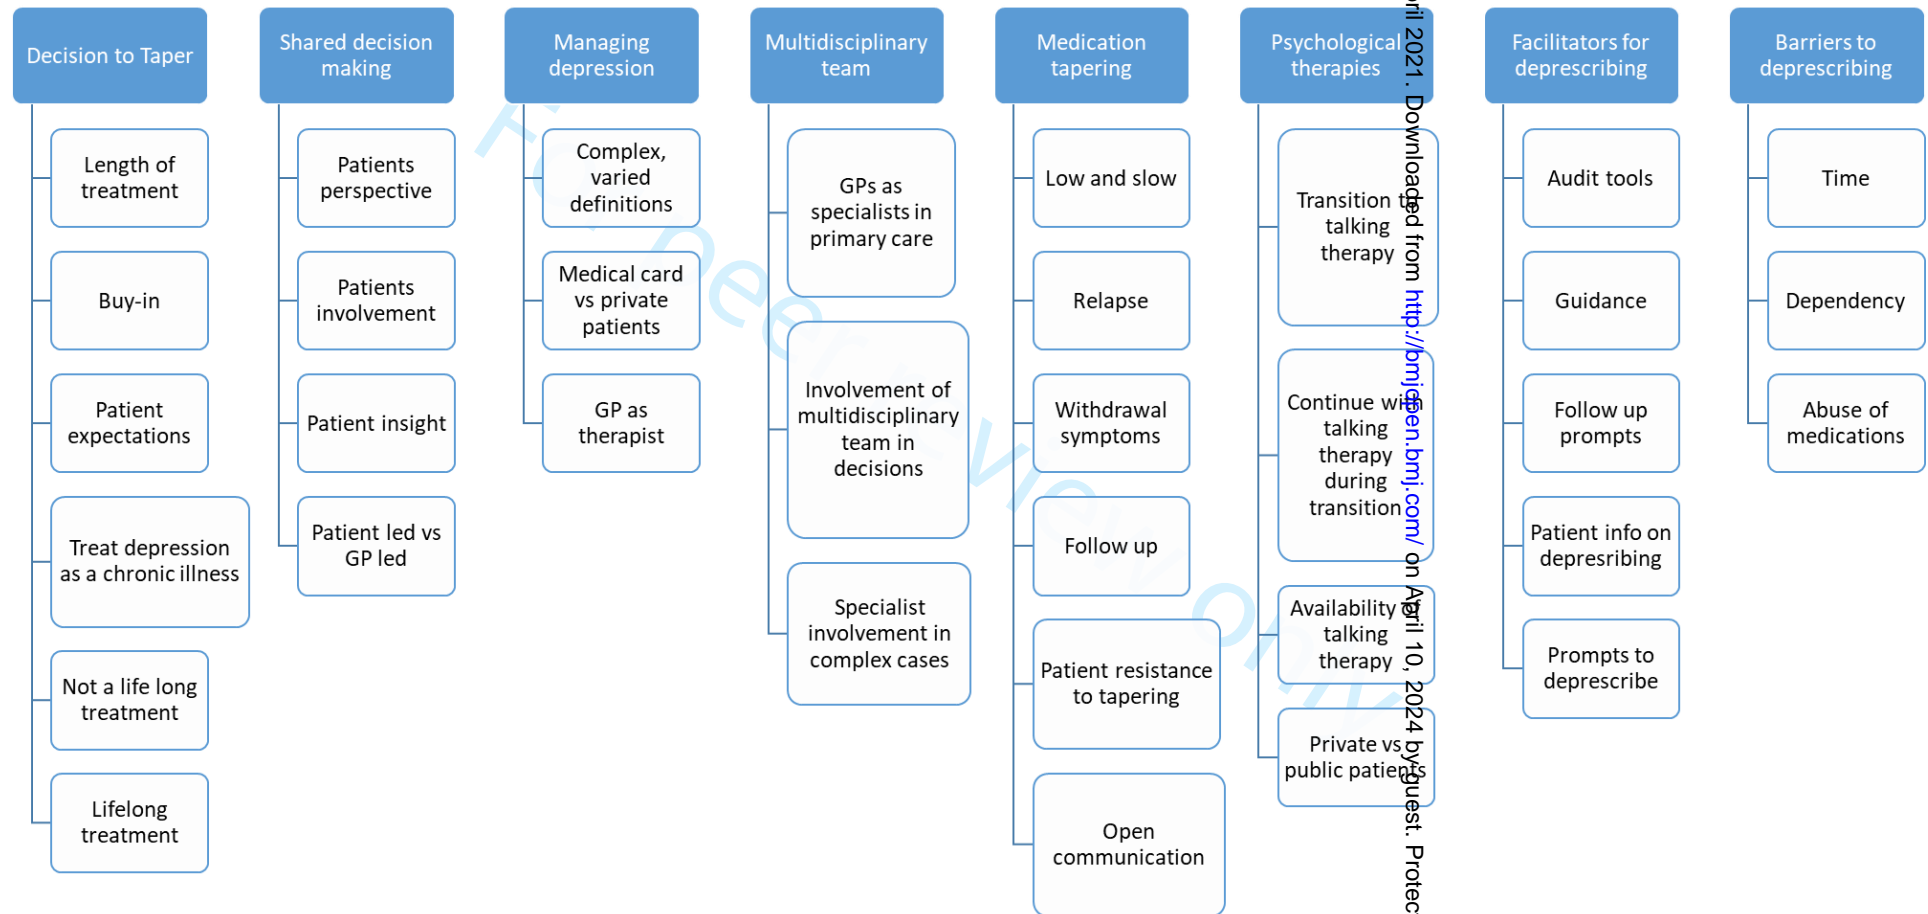 Decision to Taper
Length of
treatment
Buy-in
Patient
expectations
Treat depression
as a chronic illness
Not a life long
treatment
Lifelong
treatment
Shared decision
making
Patients
perspective
Patients
involvement
Patient insight
Patient led vs
GP led
Managing
depression
Complex,
varied
definitions
Medical card
vs private
patients
GP as
therapist
Multidisciplinary
team
GPs as
specialists in
primary care
Involvement of
multidisciplinary
team in
decisions
Specialist
involvement in
complex cases
Medication
tapering
Low and slow
Relapse
Withdrawal
symptoms
Follow up
Patient resistance
to tapering
Open
communication
Psychological
therapies
Transition to
talking
therapy
Continue with
talking
therapy
during
transition
Availability of
talking
therapy
Private vs
public patients
Facilitators for
deprescribing
Audit tools
Guidance
Follow up
prompts
Patient info on
depresribing
Prompts to
deprescribe
Barriers to
deprescribing
Time
Dependency
Abuse of
medications
For peer review only
2021. Downloaded from http://bmjopen.bmj.com/ on April 10, 2024 by guest.